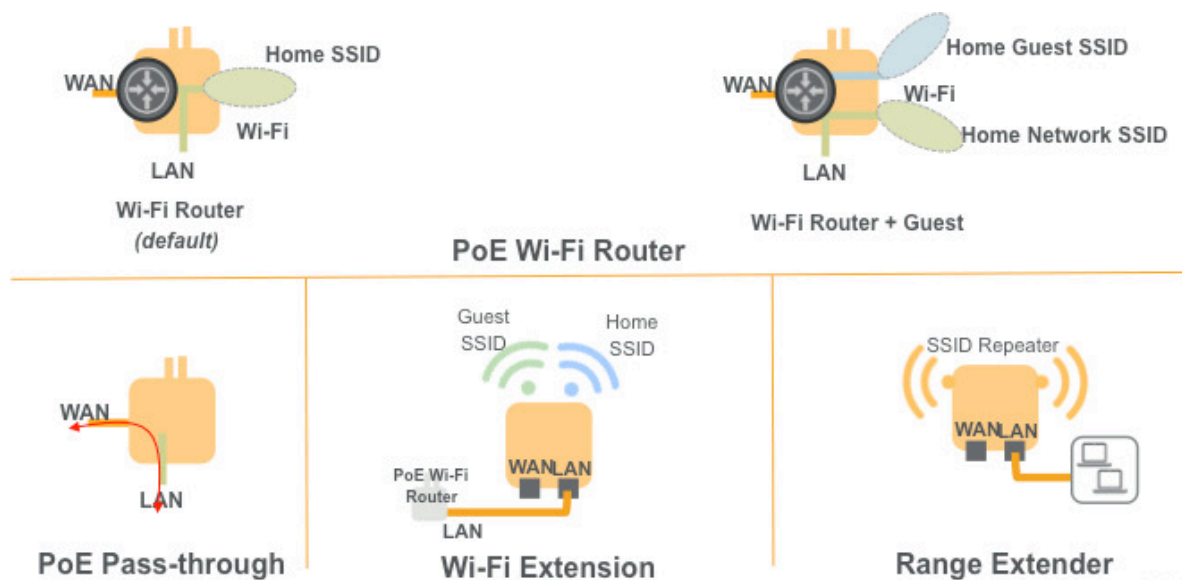 WAN
Home SSID
Wi-Fi
LAN
Wi-Fi Router
(default)
WAN
Home Guest SSID
Wi-Fi
Home Network SSID
LAN
Wi-Fi Router + Guest
PoE Wi-Fi Router
WAN
LAN
PoE Pass-through
Guest
SSID
Home
SSID
WAN LAN
PoE Wi-Fi
Router
LAN
Wi-Fi Extension
SSID Repeater
WAN LAN
Range Extender